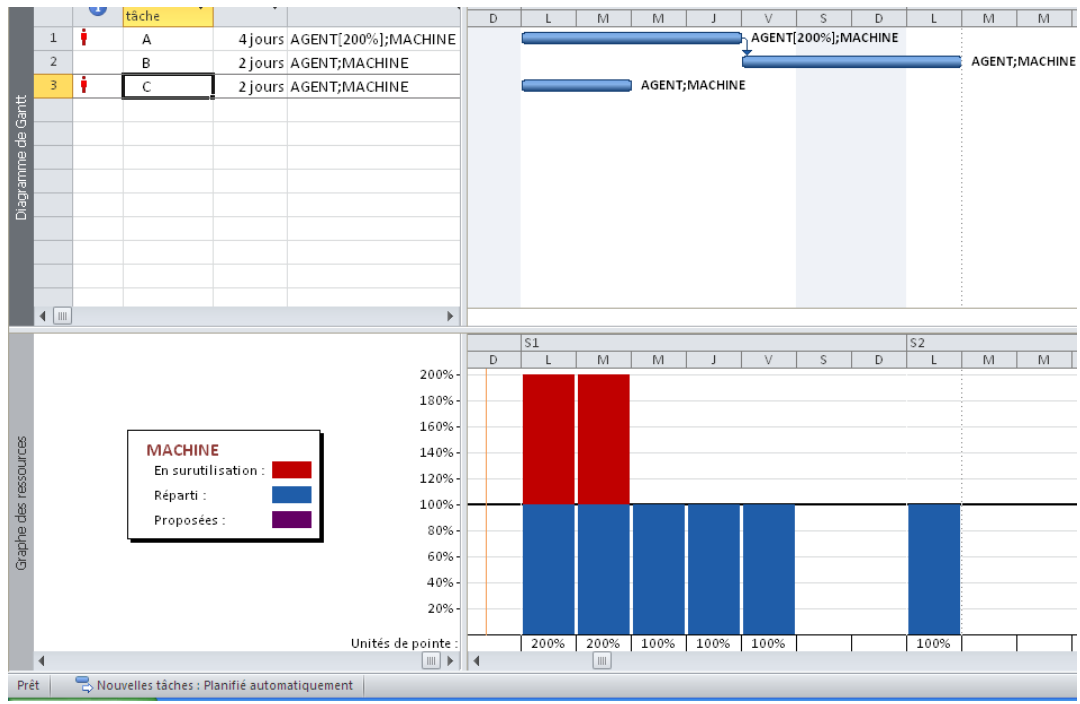 tâche
D L M M J V S D L M M
1 A 4 jours AGENT[200%];MACHINE AGENT[200%];MACHINE
2 B 2 jours AGENT;MACHINE AGENT;MACHINE
3 C 2 jours AGENT;MACHINE AGENT;MACHINE
Diagramme de Gantt
S1 S2
D L M M J V S D L M M
200%
180%
160%
140%
120%
100%
80%
60%
40%
20%
MACHINE
En surutilisation :
Réparti :
Proposées :
Graphe des ressources
Unités de pointe : 200% 200% 100% 100% 100% 100%
Prêt Nouvelles tâches : Planifié automatiquement